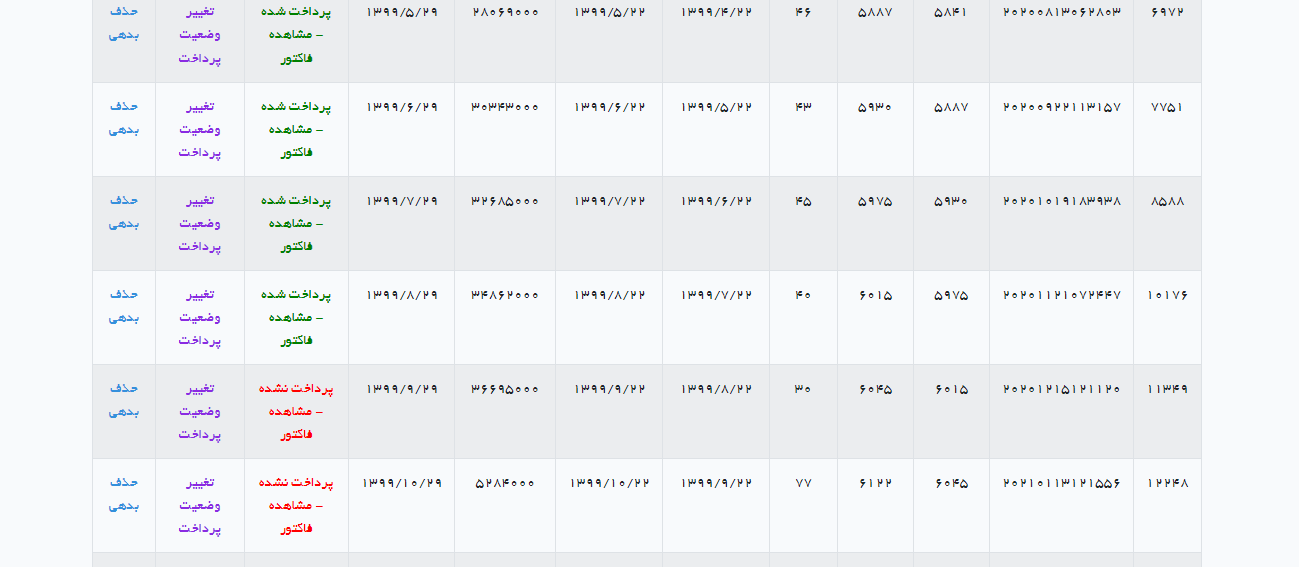 ۶۹۷۲ ۲۰۲۰۰۸۱۳۰۶۲۸۰۳ ۵۸۴۱ ۵۸۸۷ ۴۶ ۱۳۹۹/۴/۲۲ ۱۳۹۹/۵/۲۲ ۲۸۰۶۹۰۰۰ ۱۳۹۹/۵/۲۹ پرداخت شده تغییر حذف
– مشاهده وضعیت بدهی
فاکتور پرداخت
۷۷۵۱ ۲۰۲۰۰۹۲۲۱۱۳۱۵۷ ۵۸۸۷ ۵۹۳۰ ۴۳ ۱۳۹۹/۵/۲۲ ۱۳۹۹/۶/۲۲ ۳۰۳۴۳۰۰۰ ۱۳۹۹/۶/۲۹ پرداخت شده تغییر حذف
– مشاهده وضعیت بدهی
فاکتور پرداخت
۸۵۸۸ ۲۰۲۰۱۰۱۹۱۸۳۹۳۸ ۵۹۳۰ ۵۹۷۵ ۴۵ ۱۳۹۹/۶/۲۲ ۱۳۹۹/۷/۲۲ ۳۲۶۸۵۰۰۰ ۱۳۹۹/۷/۲۹ پرداخت شده تغییر حذف
– مشاهده وضعیت بدهی
فاکتور پرداخت
۱۰۱۷۶ ۲۰۲۰۱۱۲۱۰۷۲۴۴۷ ۵۹۷۵ ۶۰۱۵ ۴۰ ۱۳۹۹/۷/۲۲ ۱۳۹۹/۸/۲۲ ۳۴۸۶۲۰۰۰ ۱۳۹۹/۸/۲۹ پرداخت شده تغییر حذف
– مشاهده وضعیت بدهی
فاکتور پرداخت
۱۱۳۴۹ ۲۰۲۰۱۲۱۵۱۲۱۱۲۰ ۶۰۱۵ ۶۰۴۵ ۳۰ ۱۳۹۹/۸/۲۲ ۱۳۹۹/۹/۲۲ ۳۶۶۹۵۰۰۰ ۱۳۹۹/۹/۲۹ پرداخت نشده تغییر حذف
– مشاهده وضعیت بدهی
فاکتور پرداخت
۱۲۲۴۸ ۲۰۲۱۰۱۱۳۱۲۱۵۵۶ ۶۰۴۵ ۶۱۲۲ ۷۷ ۱۳۹۹/۹/۲۲ ۱۳۹۹/۱۰/۲۲ ۵۲۸۴۰۰۰ ۱۳۹۹/۱۰/۲۹ پرداخت نشده تغییر حذف
– مشاهده وضعیت بدهی
فاکتور پرداخت